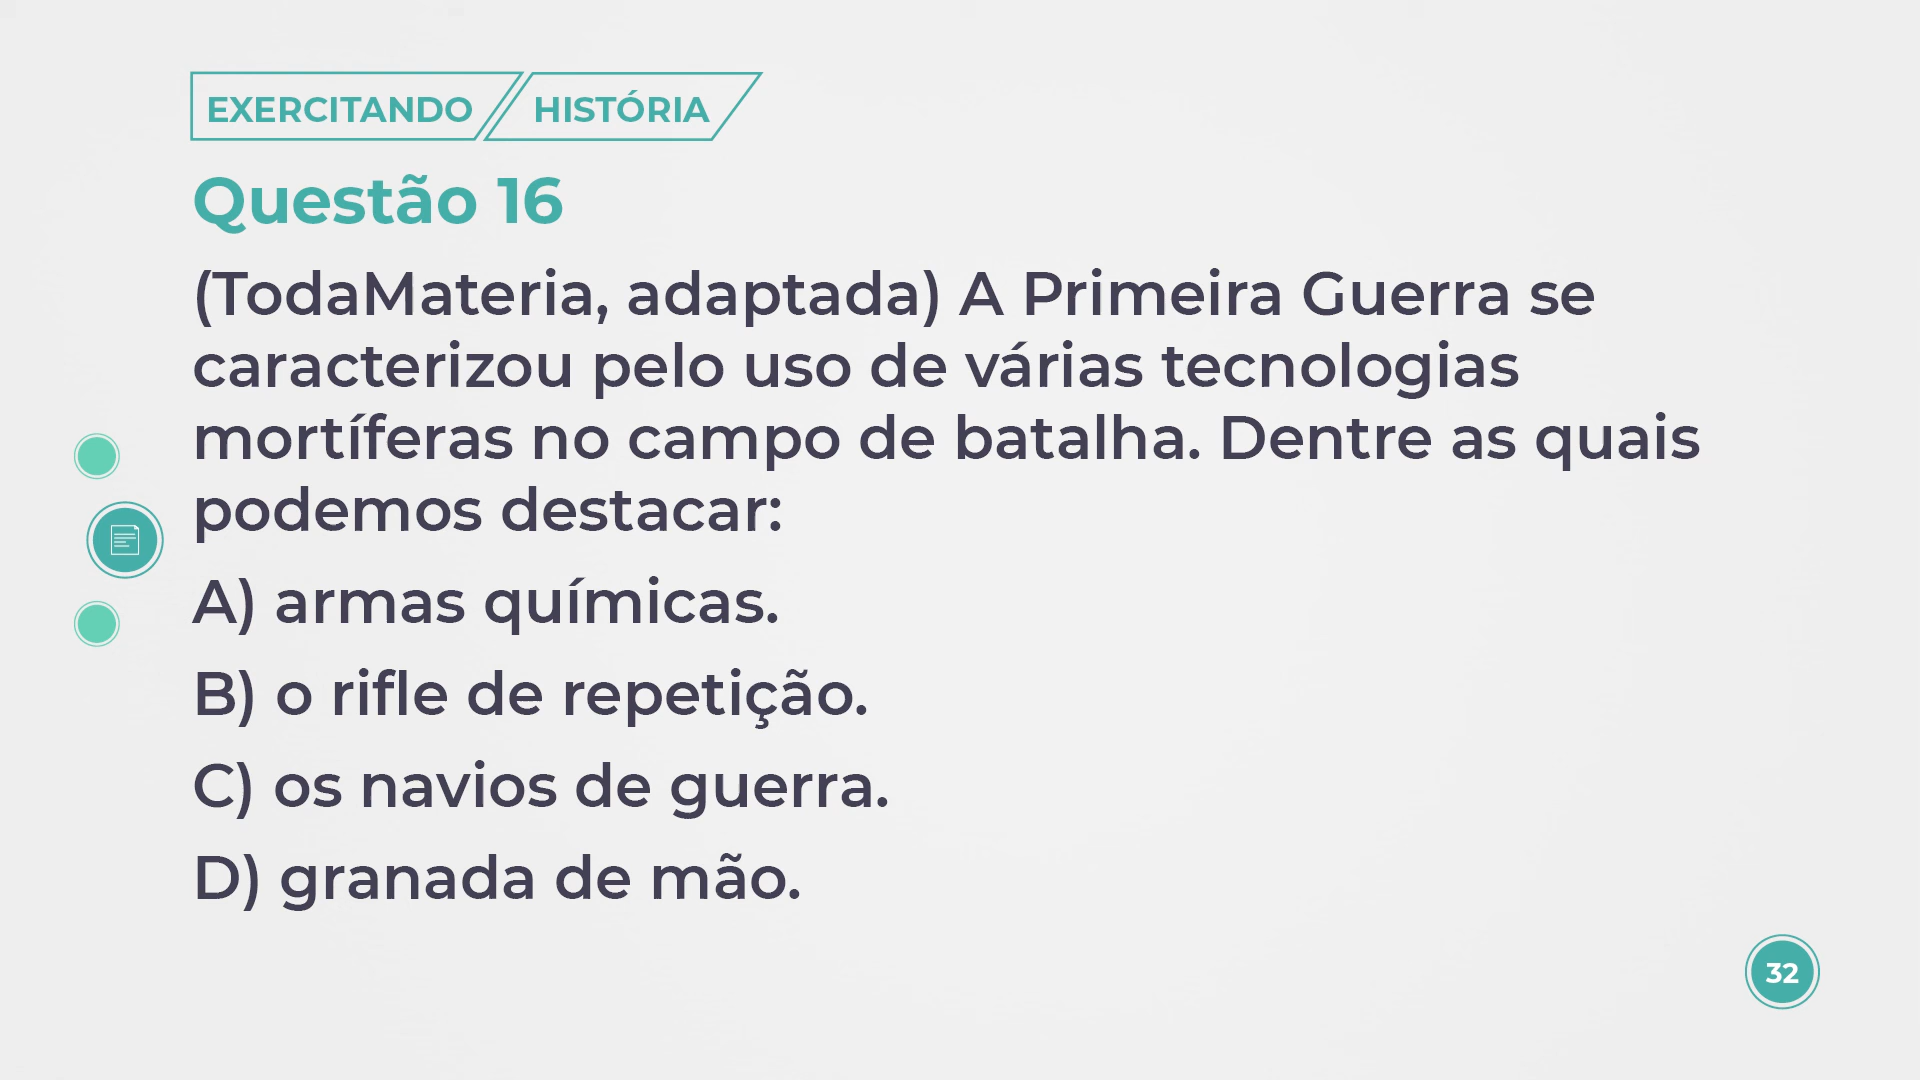 EXERCITANDO HISTÓRIA
Questão 16
(TodaMateria, adaptada) A Primeira Guerra se
caracterizou pelo uso de várias tecnologias
mortíferas no campo de batalha. Dentre as quais
podemos destacar:
A) armas químicas.
B) o rifle de repetição.
C) os navios de guerra.
D) granada de mão.
32